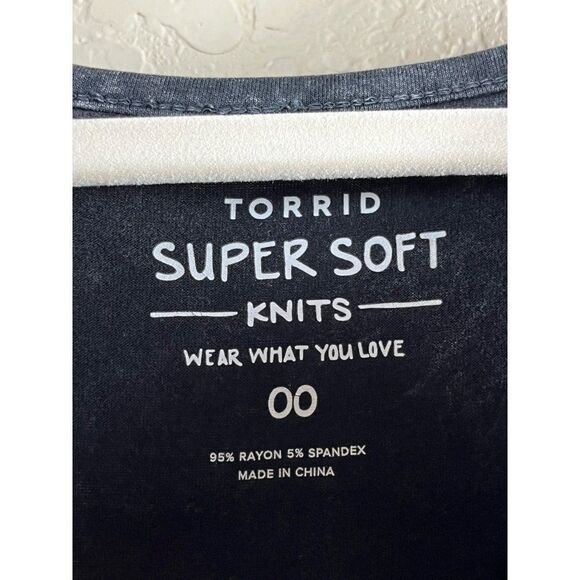 TORRID
SUPER SOFT
KNITS
WEAR WHAT YOU LOVE
00
95% RAYON 5% SPANDEX
MADE IN CHINA